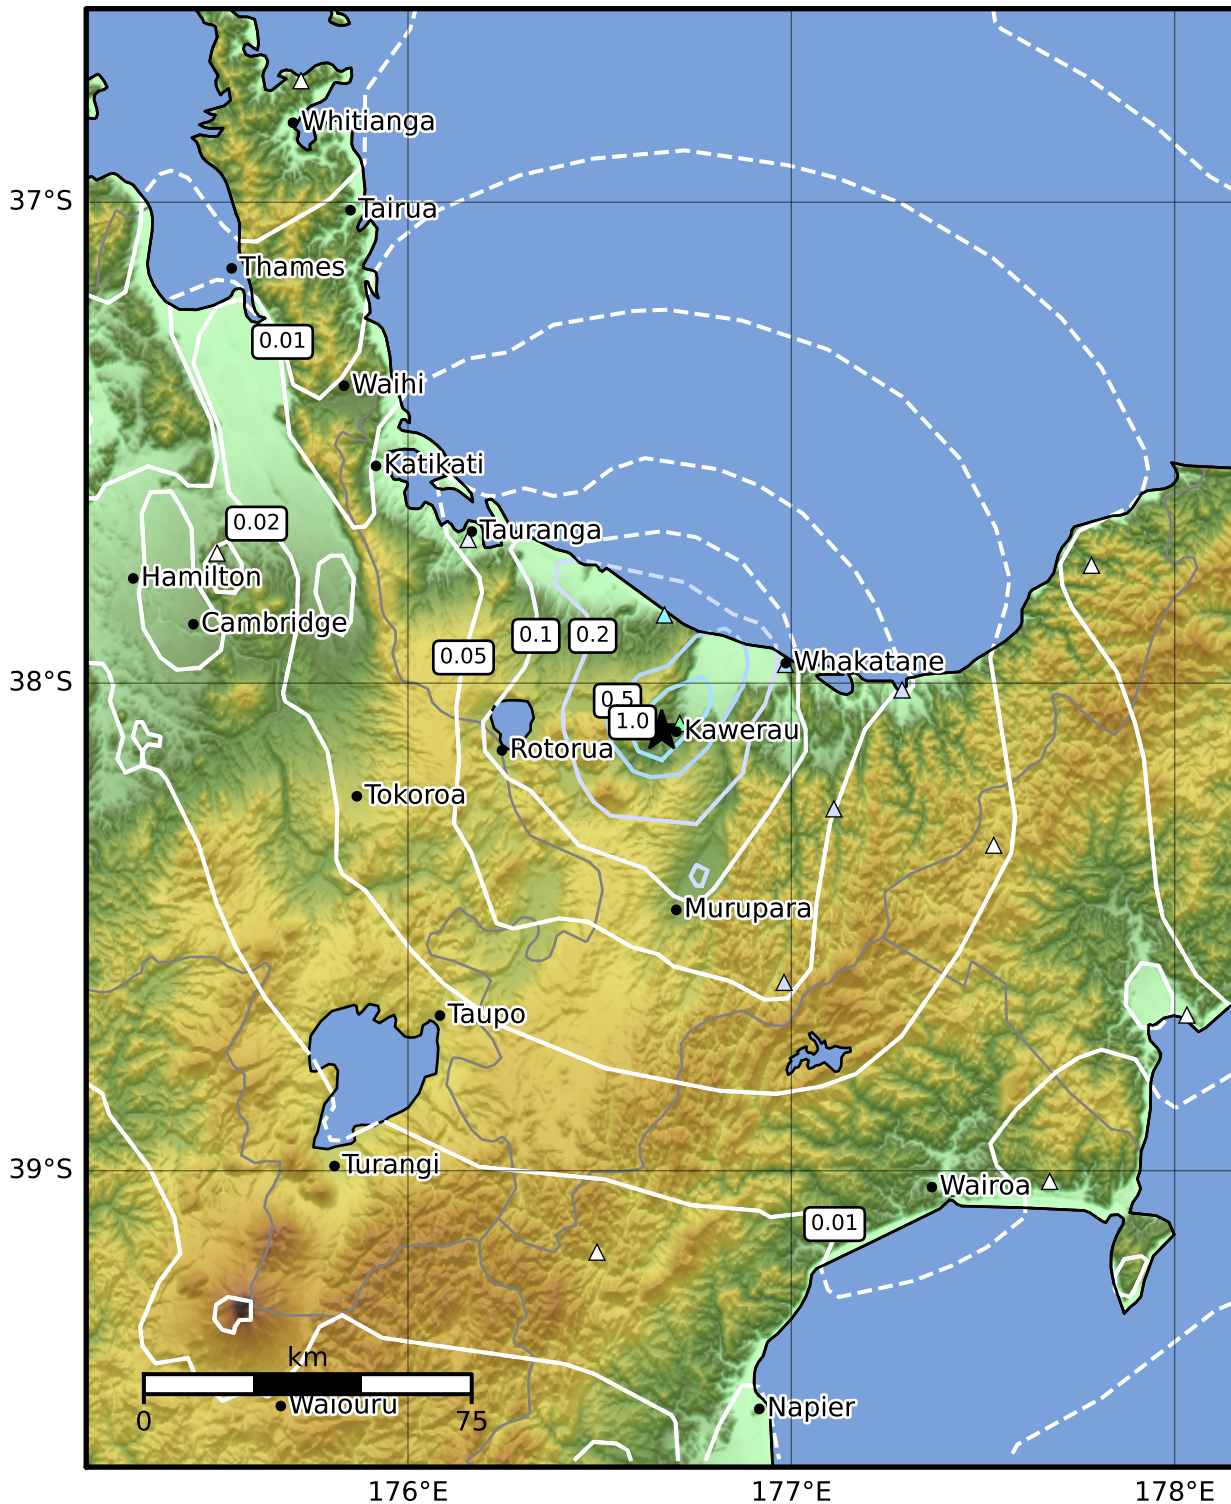 Whitianga
37°S
Tairua
Thames
0.01
Waihi
Katikati
0.02
Tauranga
Hamilton
Cambridge
0.1
0.2
0.05
Whakatane
38°S
0.5
1.0
Kawerau
Rotorua
Tokoroa
Murupara
Taupo
39°S
Turangi
Wairoa
0.01
km
0
75
Waiouru
Napier
176°E
177°E
178°E